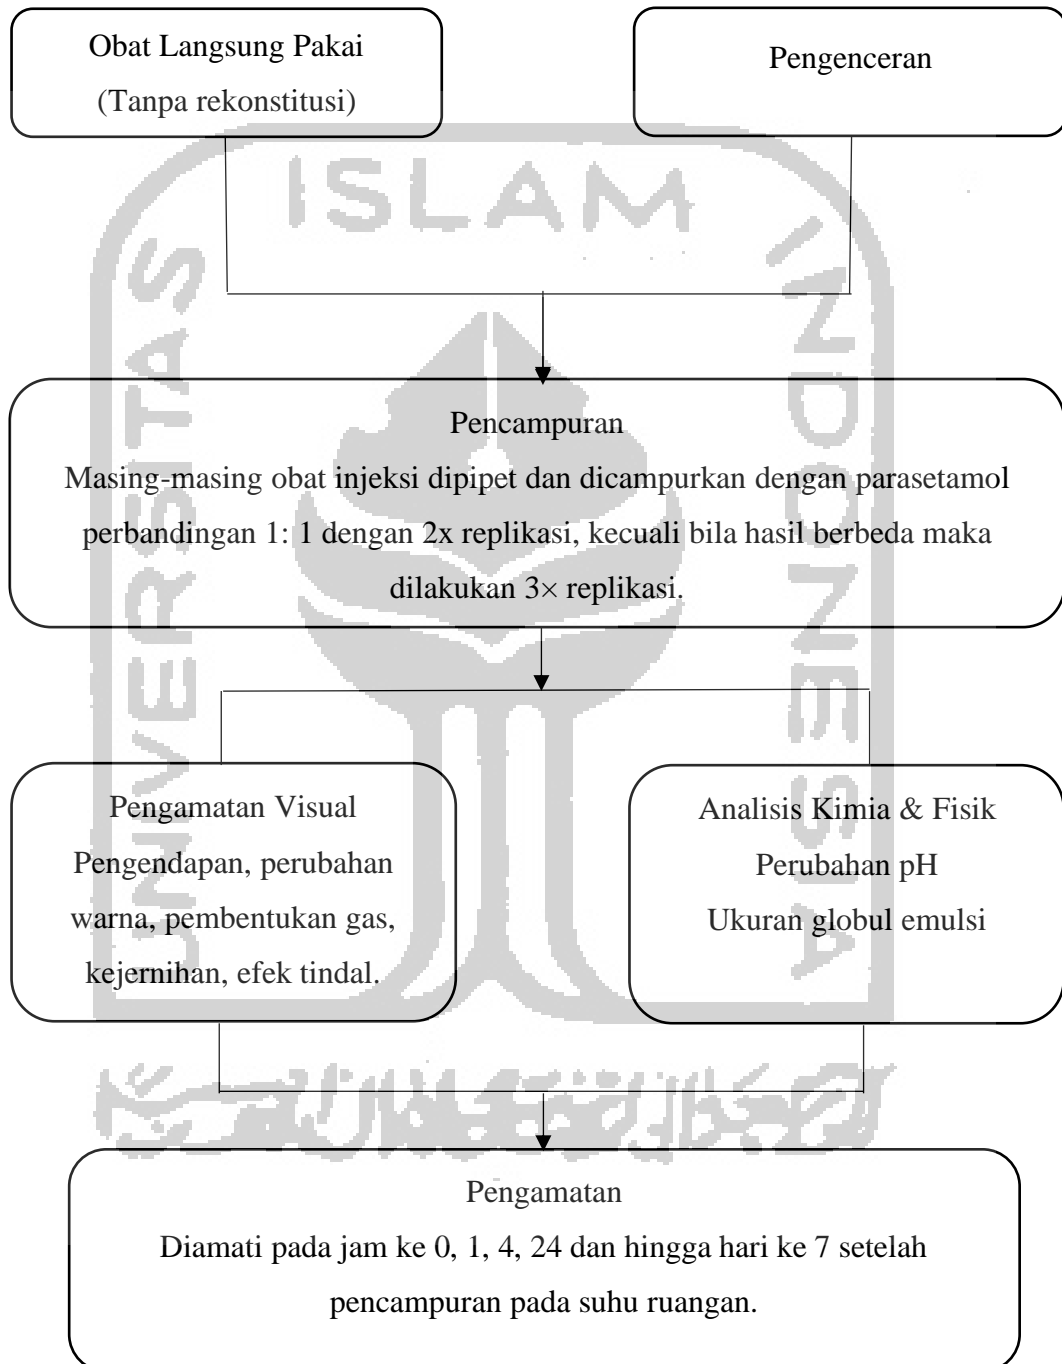 Obat Langsung Pakai
(Tanpa rekonstitusi)
Pengenceran
ISLAM
UNIVERSITAS
INDONESIA
Pencampuran
Masing-masing obat injeksi dipipet dan dicampurkan dengan parasetamol
perbandingan 1: 1 dengan 2x replikasi, kecuali bila hasil berbeda maka
dilakukan 3× replikasi.
Pengamatan Visual
Pengendapan, perubahan
warna, pembentukan gas,
kejernihan, efek tindal.
Analisis Kimia & Fisik
Perubahan pH
Ukuran globul emulsi
Pengamatan
Diamati pada jam ke 0, 1, 4, 24 dan hingga hari ke 7 setelah
pencampuran pada suhu ruangan.